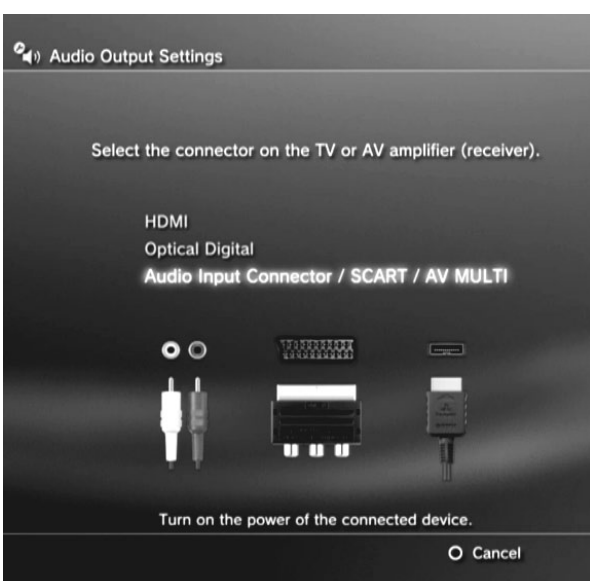 Audio Output Settings
Select the connector on the TV or AV amplifier (receiver).
HDMI
Optical Digital
Audio Input Connector / SCART / AV MULTI
Turn on the power of the connected device.
Cancel